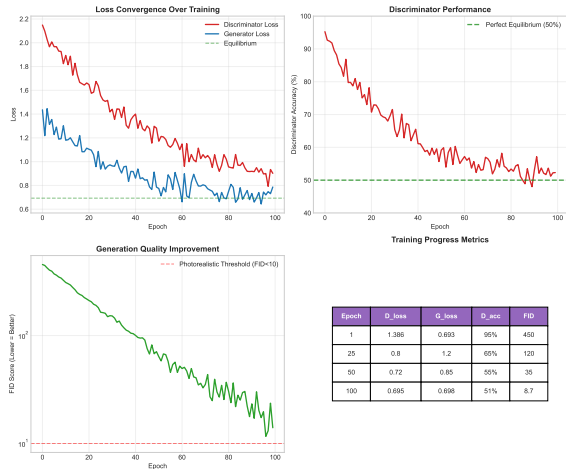 Loss Convergence Over Training
2.2
2.0
1.8
1.6
1.4
1.2
1.0
0.8
0.6
Loss
Discriminator Loss
Generator Loss
Equilibrium
0
20
40
60
80
100
Epoch
Discriminator Performance
100
90
80
70
60
50
40
Discriminator Accuracy (%)
Perfect Equilibrium (50%)
0
20
40
60
80
100
Epoch
Generation Quality Improvement
10²
10¹
FID Score (Lower = Better)
Photorealistic Threshold (FID<10)
0
20
40
60
80
100
Epoch
Training Progress Metrics
Epoch D_loss G_loss D_acc FID
1 1.386 0.693 95% 450
25 0.8 1.2 65% 120
50 0.72 0.85 55% 35
100 0.695 0.698 51% 8.7